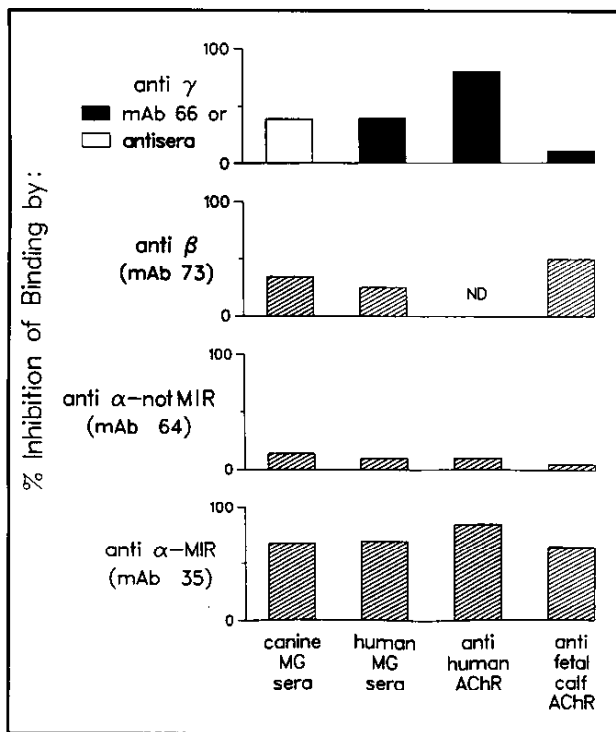 % Inhibition of Binding by:
anti γ
mAb 66 or
antisera
100
0
anti β
(mAb 73)
100
0
ND
anti α-notMIR
(mAb 64)
100
0
anti α-MIR
(mAb 35)
100
0
canine
MG
sera
human
MG
sera
anti
human
AChR
anti
fetal
calf
AChR